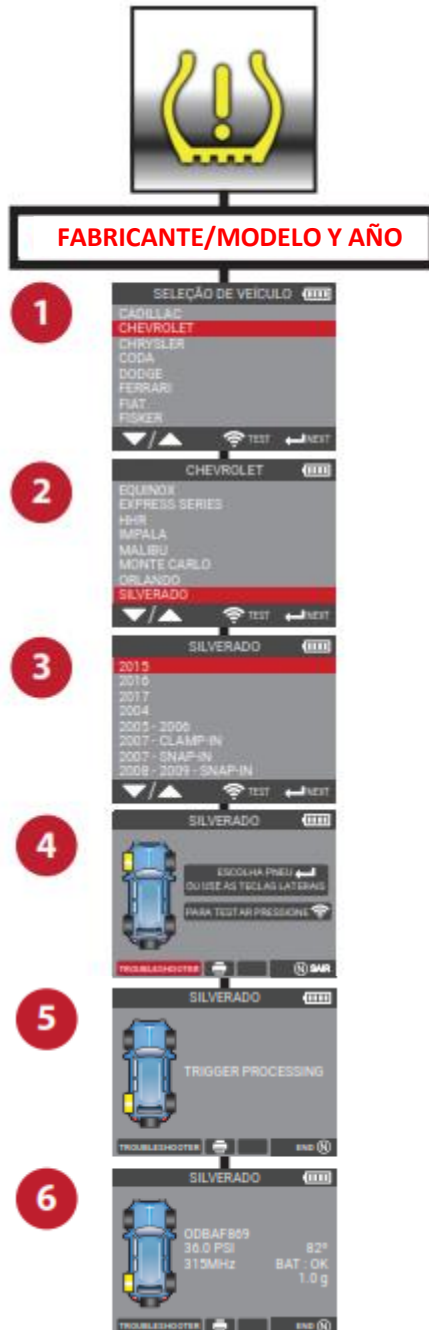 FABRICANTE/MODELO Y AÑO
1
SELEÇÃO DE VEÍCULO
CADILLAC
CHEVROLET
CHRYSLER
CODA
DODGE
FERRARI
FIAT
FISKER
/ TEST NEXT
2
CHEVROLET
EQUINOX
EXPRESS SERIES
HHR
IMPALA
MALIBU
MONTE CARLO
ORLANDO
SILVERADO
/ TEST NEXT
3
SILVERADO
2015
2016
2017
2004
2005 - 2006
2007 - CLAMP-IN
2007 - SNAP-IN
2008 - 2009 - SNAP-IN
/ TEST NEXT
4
SILVERADO
ESCOLHA PNEU
OU USE AS TECLAS LATERAIS
PARA TESTAR PRESSIONE
TROUBLESHOOTER N SAIR
5
SILVERADO
TRIGGER PROCESSING
TROUBLESHOOTER END N
6
SILVERADO
ODBAF869
36.0 PSI 82°
315MHz BAT : OK
1.0 g
TROUBLESHOOTER END N